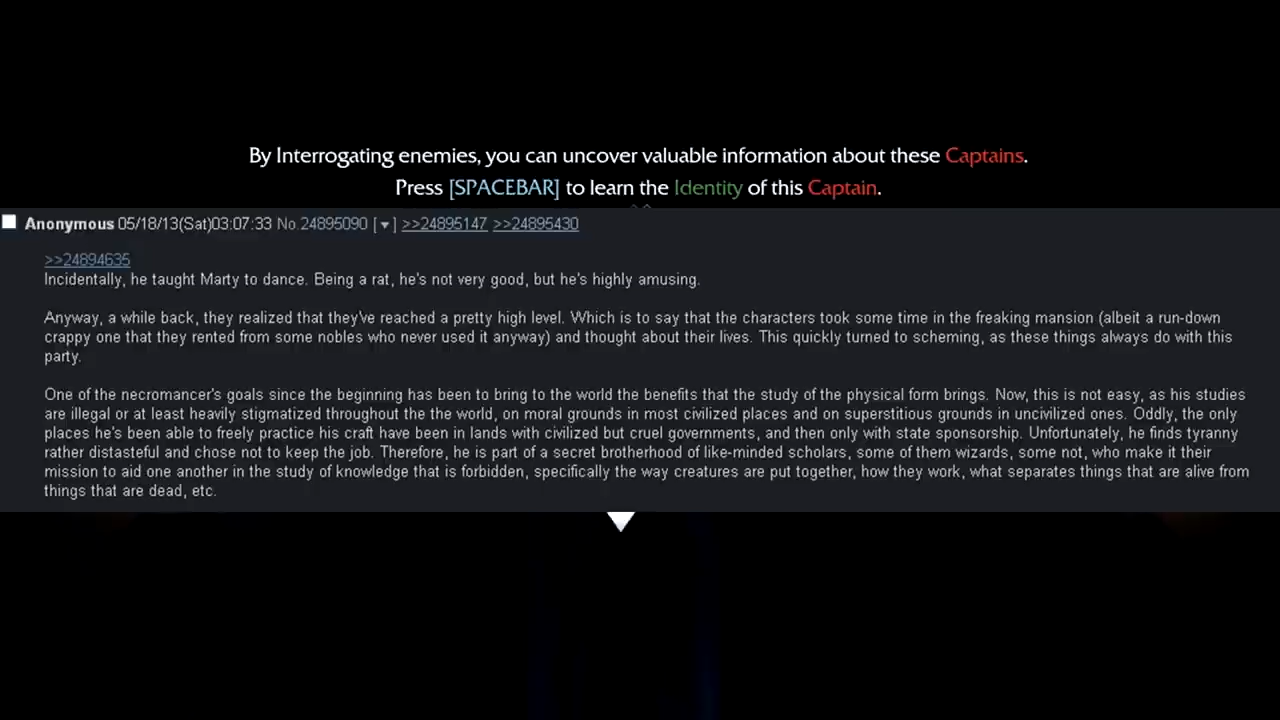 By Interrogating enemies, you can uncover valuable information about these Captains.
Press [SPACEBAR] to learn the Identity of this Captain.
Anonymous 05/18/13(Sat)03:07:33 No.24895090 [▼] >>24895147 >>24895430
>>24894635
Incidentally, he taught Marty to dance. Being a rat, he's not very good, but he's highly amusing.
Anyway, a while back, they realized that they've reached a pretty high level. Which is to say that the characters took some time in the freaking mansion (albeit a run-down
crappy one that they rented from some nobles who never used it anyway) and thought about their lives. This quickly turned to scheming, as these things always do with this
party.
One of the necromancer's goals since the beginning has been to bring to the world the benefits that the study of the physical form brings. Now, this is not easy, as his studies
are illegal or at least heavily stigmatized throughout the the world, on moral grounds in most civilized places and on superstitious grounds in uncivilized ones. Oddly, the only
places he's been able to freely practice his craft have been in lands with civilized but cruel governments, and then only with state sponsorship. Unfortunately, he finds tyranny
rather distasteful and chose not to keep the job. Therefore, he is part of a secret brotherhood of like-minded scholars, some of them wizards, some not, who make it their
mission to aid one another in the study of knowledge that is forbidden, specifically the way creatures are put together, how they work, what separates things that are alive from
things that are dead, etc.